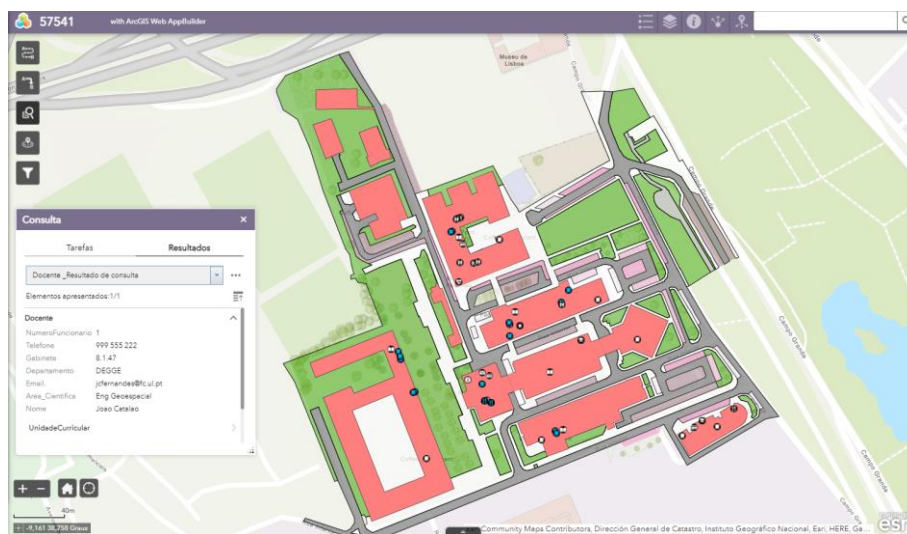 57541 with ArcGIS Web AppBuilder
Museu de
Lisboa
Campo Grande
Campo Grande
Campo Grande
Campo Grande
Consulta ×
Tarefas Resultados
Docente _Resultado de consulta
Elementos apresentados:1/1
Docente
NumeroFuncionario 1
Telefone 999 555 222
Gabinete 8.1.47
Departamento DEGGE
Email. jcfernandes@fc.ul.pt
Area_Cientifica Eng Geoespacial
Nome Joao Catalao
UnidadeCurricular
40m
-9,161 38,758 Graus
Community Maps Contributors, Dirección General de Catastro, Instituto Geográfico Nacional, Esri, HERE, Ga...
esri